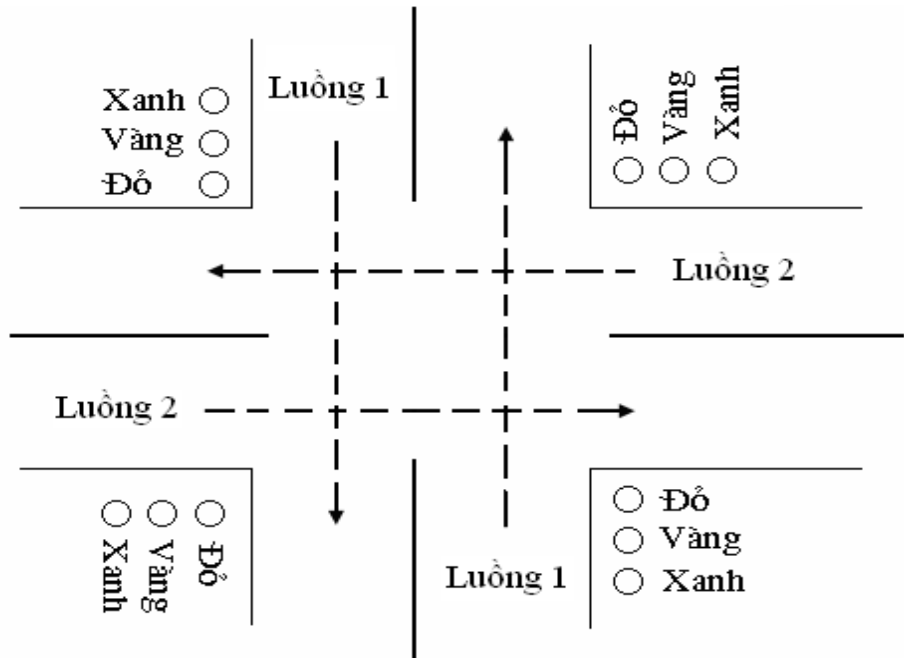 Luồng 1
Xanh
Vàng
Đỏ
Đỏ
Vàng
Xanh
Luồng 2
Luồng 2
Xanh
Vàng
Đỏ
Luồng 1
Đỏ
Vàng
Xanh